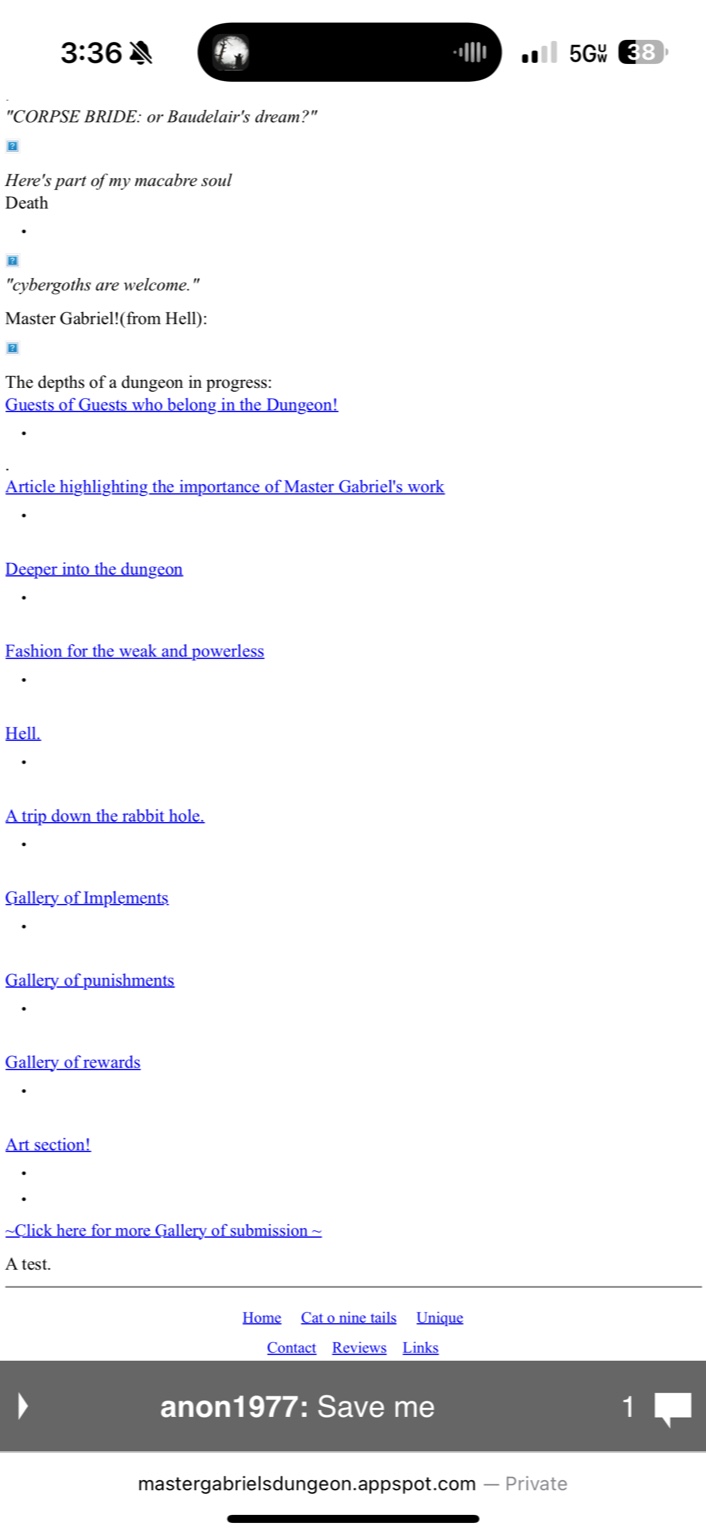 3:36
5GUW
38
"CORPSE BRIDE: or Baudelair's dream?"
Here's part of my macabre soul
Death
"cybergoths are welcome."
Master Gabriel!(from Hell):
The depths of a dungeon in progress:
Guests of Guests who belong in the Dungeon!
.
Article highlighting the importance of Master Gabriel's work
Deeper into the dungeon
Fashion for the weak and powerless
Hell.
A trip down the rabbit hole.
Gallery of Implements
Gallery of punishments
Gallery of rewards
Art section!
~Click here for more Gallery of submission ~
A test.
Home Cat o nine tails Unique
Contact Reviews Links
anon1977: Save me 1
mastergabrielsdungeon.appspot.com — Private